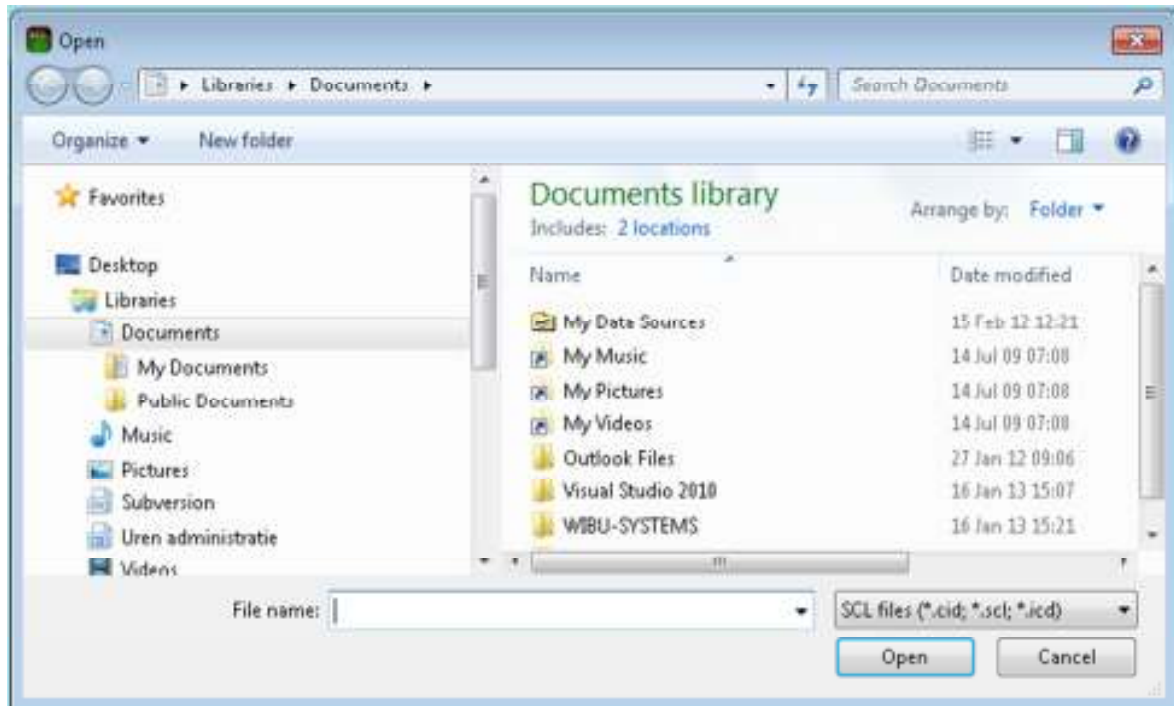 Open
Libraries ▸ Documents ▸
Search Documents
Organize
New folder
Favorites
Desktop
Libraries
Documents
My Documents
Public Documents
Music
Pictures
Subversion
Uren administratie
Videos
Documents library
Includes: 2 locations
Arrange by: Folder
Name Date modified
My Data Sources 15 Feb 12 12:21
My Music 14 Jul 09 07:08
My Pictures 14 Jul 09 07:08
My Videos 14 Jul 09 07:08
Outlook Files 27 Jan 12 09:06
Visual Studio 2010 16 Jan 13 15:07
WIBU-SYSTEMS 16 Jan 13 15:21
File name:
SCL files (*.cid; *.scl; *.icd)
Open Cancel